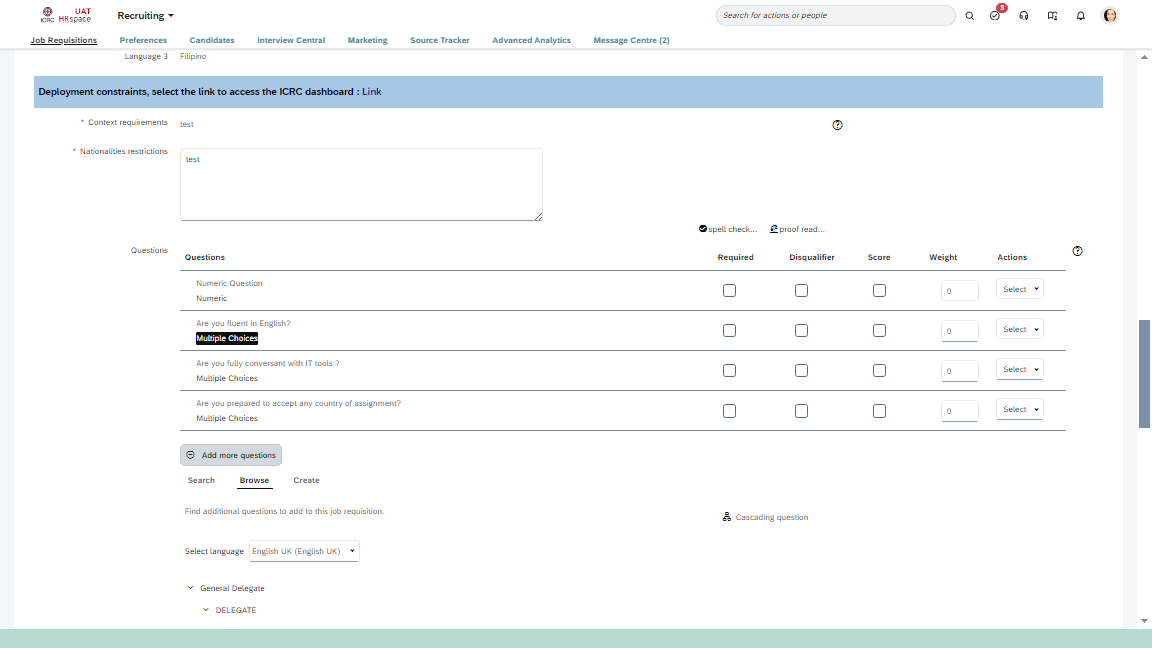 ICRC
UAT
HRspace
Recruiting
Search for actions or people
3
Job Requisitions Preferences Candidates Interview Central Marketing Source Tracker Advanced Analytics Message Centre (2)
Language 3 Filipino
Deployment constraints, select the link to access the ICRC dashboard : Link
* Context requirements test
* Nationalities restrictions
test
spell check... proof read...
Questions
Questions Required Disqualifier Score Weight Actions
Numeric Question
Numeric
0 Select
Are you fluent in English?
Multiple Choices
0 Select
Are you fully conversant with IT tools ?
Multiple Choices
0 Select
Are you prepared to accept any country of assignment?
Multiple Choices
0 Select
Add more questions
Search Browse Create
Find additional questions to add to this job requisition.
Cascading question
Select language English UK (English UK)
General Delegate
DELEGATE